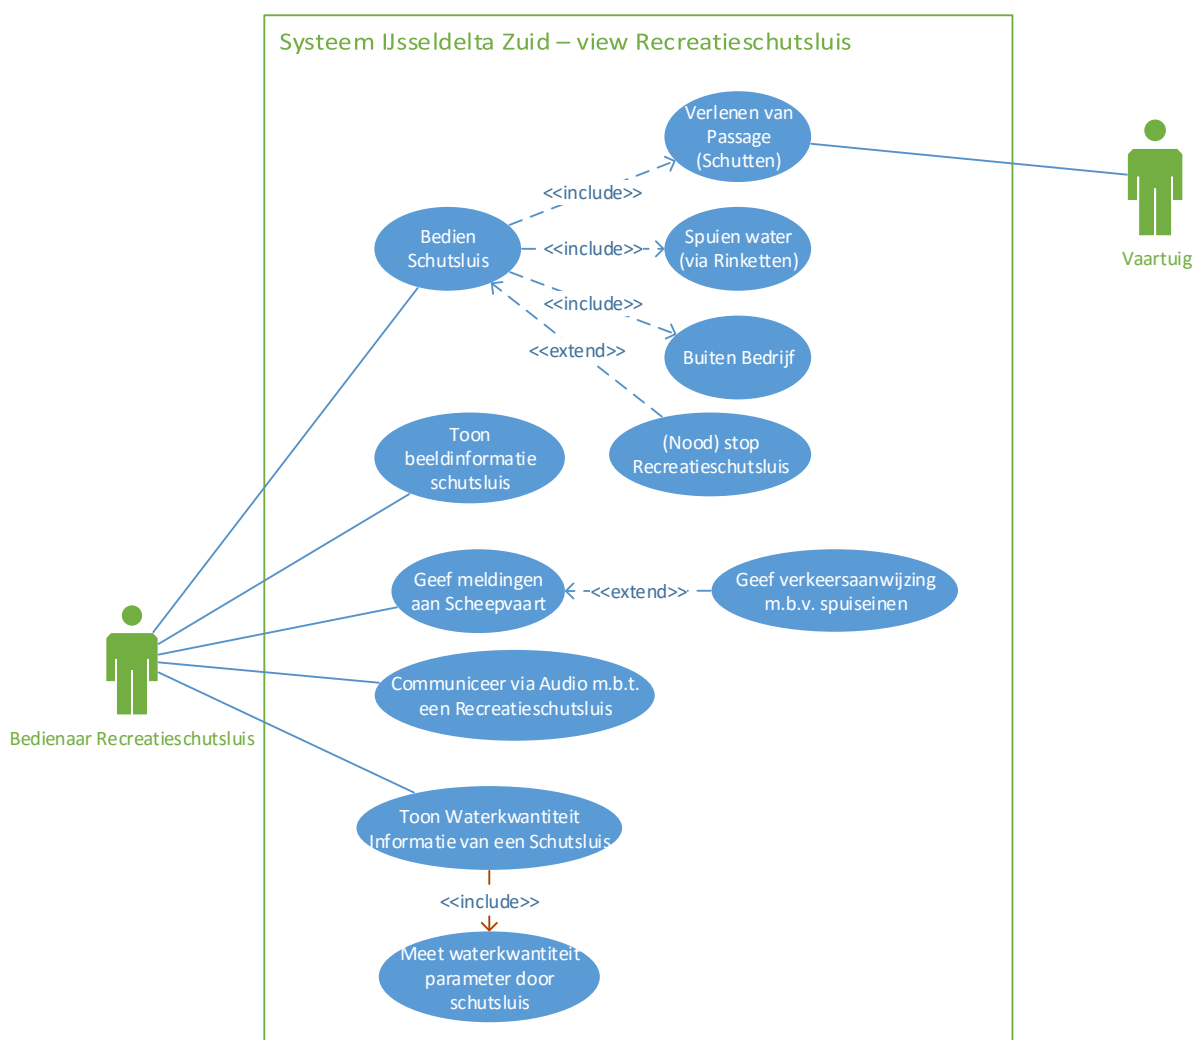 Systeem IJsseldelta Zuid – view Recreatieschutsluis
Verlenen van
Passage
(Schutten)
<<include>>
Bedien
Schutsluis
<<include>>
Spuien water
(via Rinketten)
Vaartuig
<<include>>
<<extend>>
Buiten Bedrijf
Toon
beeldinformatie
schutsluis
(Nood) stop
Recreatieschutsluis
Geef meldingen
aan Scheepvaart
<<extend>>
Geef verkeersaanwijzing
m.b.v. spuiseinen
Communiceer via Audio m.b.t.
een Recreatieschutsluis
Bedienaar Recreatieschutsluis
Toon Waterkwantiteit
Informatie van een Schutsluis
<<include>>
Meet waterkwantiteit
parameter door
schutsluis